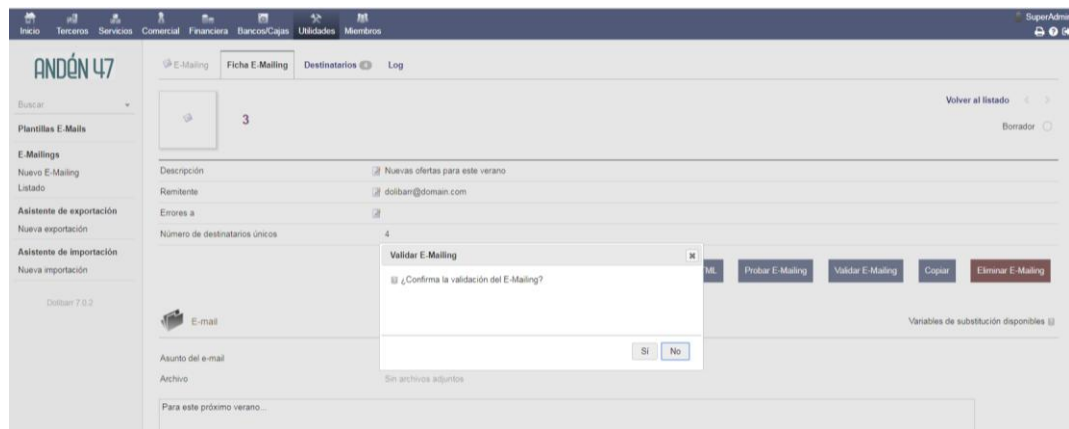 Inicio Terceros Servicios Comercial Financiera Bancos/Cajas Utilidades Miembros
SuperAdmin
ANDÉN 47
E-Mailing Ficha E-Mailing Destinatarios Log
Buscar
Volver al listado
3
Borrador
Plantillas E-Mails
E-Mailings
Nuevo E-Mailing
Listado
Asistente de exportación
Nueva exportación
Asistente de importación
Nueva importación
Dolibarr 7.0.2
Descripción Nuevas ofertas para este verano
Remitente dolibarr@domain.com
Errores a
Número de destinatarios únicos 4
Validar E-Mailing
¿Confirma la validación del E-Mailing?
Sí No
Probar E-Mailing Validar E-Mailing Copiar Eliminar E-Mailing
E-mail
Variables de substitución disponibles
Asunto del e-mail
Archivo Sin archivos adjuntos
Para este próximo verano...